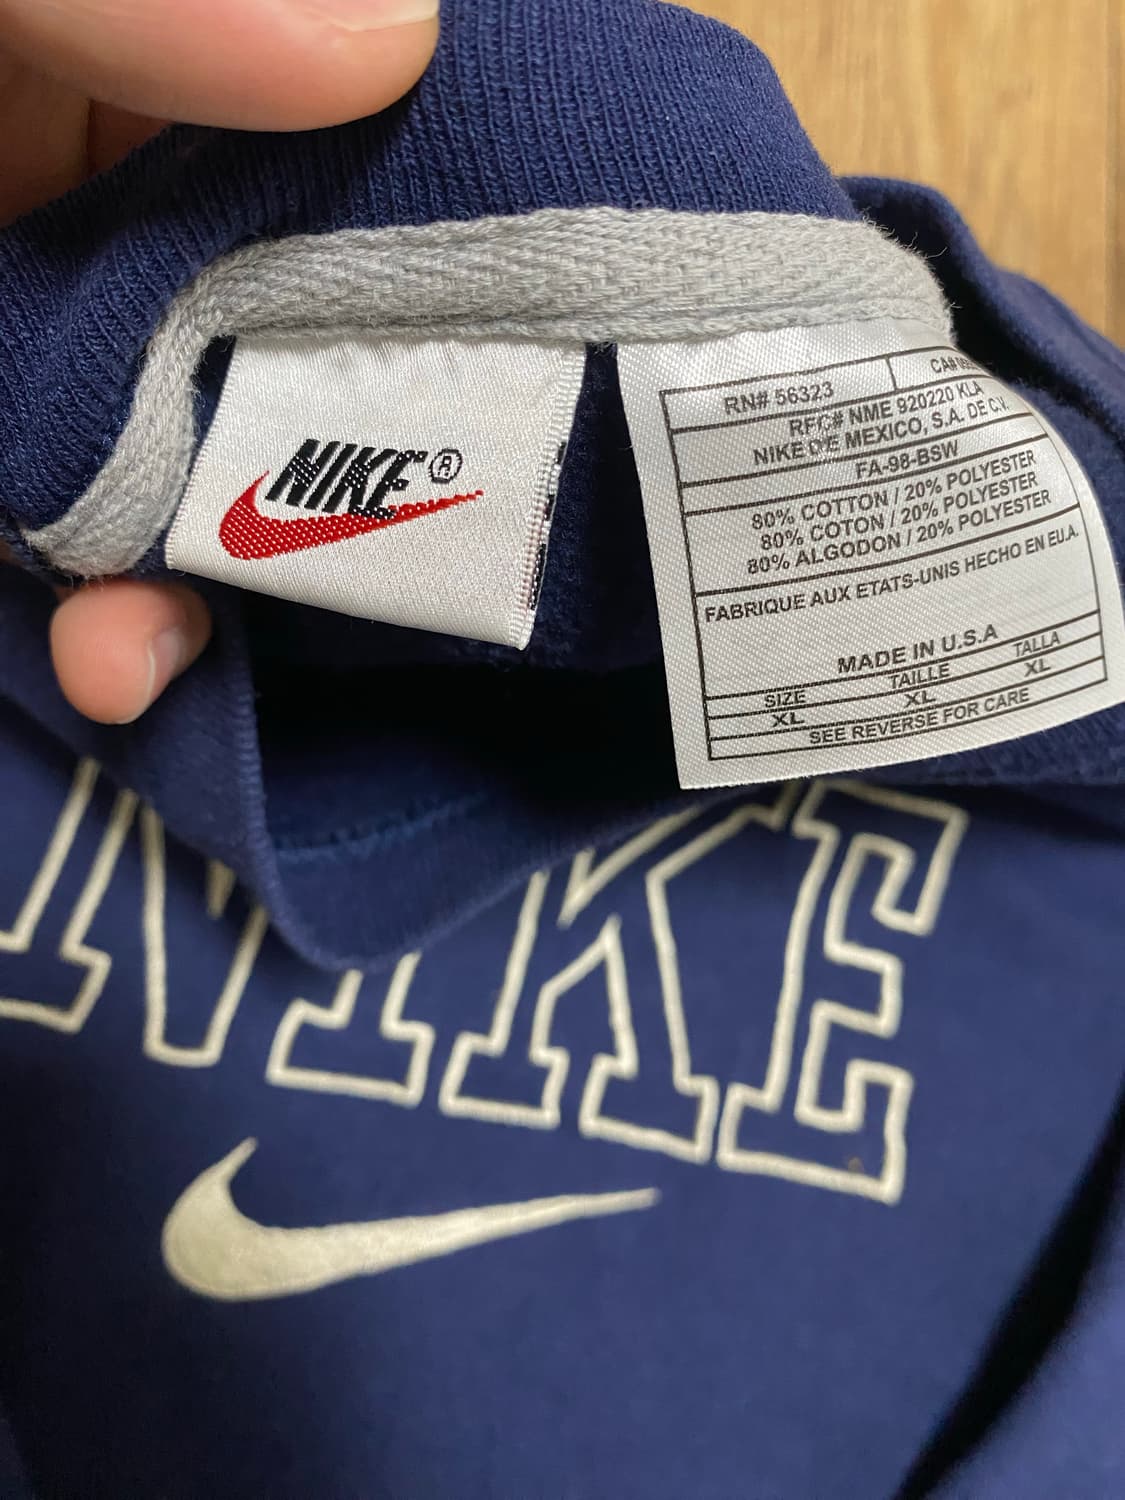 NIKE®
RN# 56323
CA#
RFC# NME 920220 KLA
NIKE DE MEXICO, S.A. DE C.V.
FA-98-BSW
80% COTTON / 20% POLYESTER
80% COTON / 20% POLYESTER
80% ALGODON / 20% POLYESTER
FABRIQUE AUX ETATS-UNIS HECHO EN EU.A.
MADE IN U.S.A
SIZE TAILLE TALLA
XL XL XL
SEE REVERSE FOR CARE
NIKE